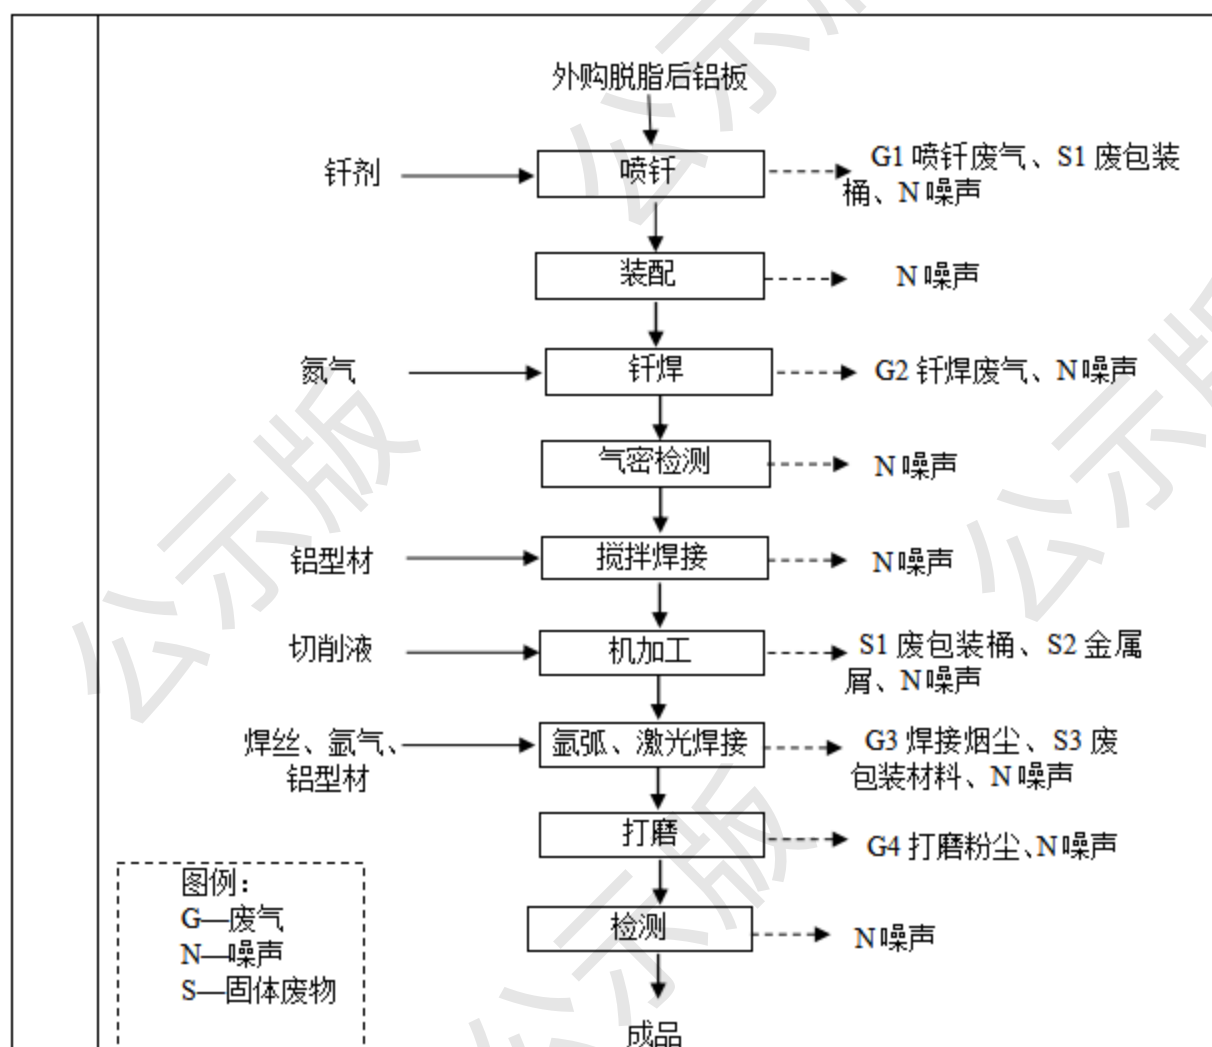 外购脱脂后铝板
钎剂
喷钎
G1 喷钎废气、S1 废包装
桶、N 噪声
装配
N 噪声
氮气
钎焊
G2 钎焊废气、N 噪声
气密检测
N 噪声
铝型材
搅拌焊接
N 噪声
切削液
机加工
S1 废包装桶、S2 金属
屑、N 噪声
焊丝、氩气、
铝型材
氩弧、激光焊接
G3 焊接烟尘、S3 废
包装材料、N 噪声
打磨
G4 打磨粉尘、N 噪声
检测
N 噪声
成品
图例：
G—废气
N—噪声
S—固体废物
公示版
公示版
公示版
公示版